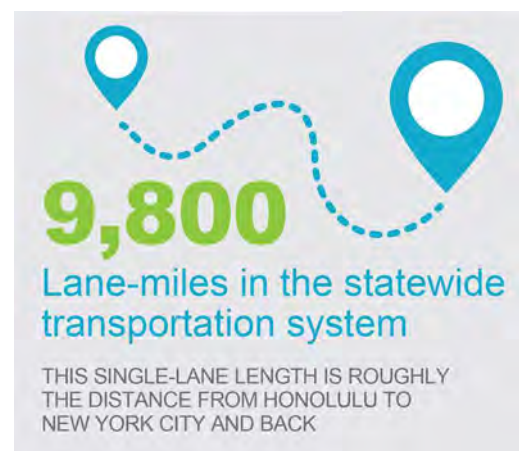 9,800
Lane-miles in the statewide
transportation system
THIS SINGLE-LANE LENGTH IS ROUGHLY
THE DISTANCE FROM HONOLULU TO
NEW YORK CITY AND BACK